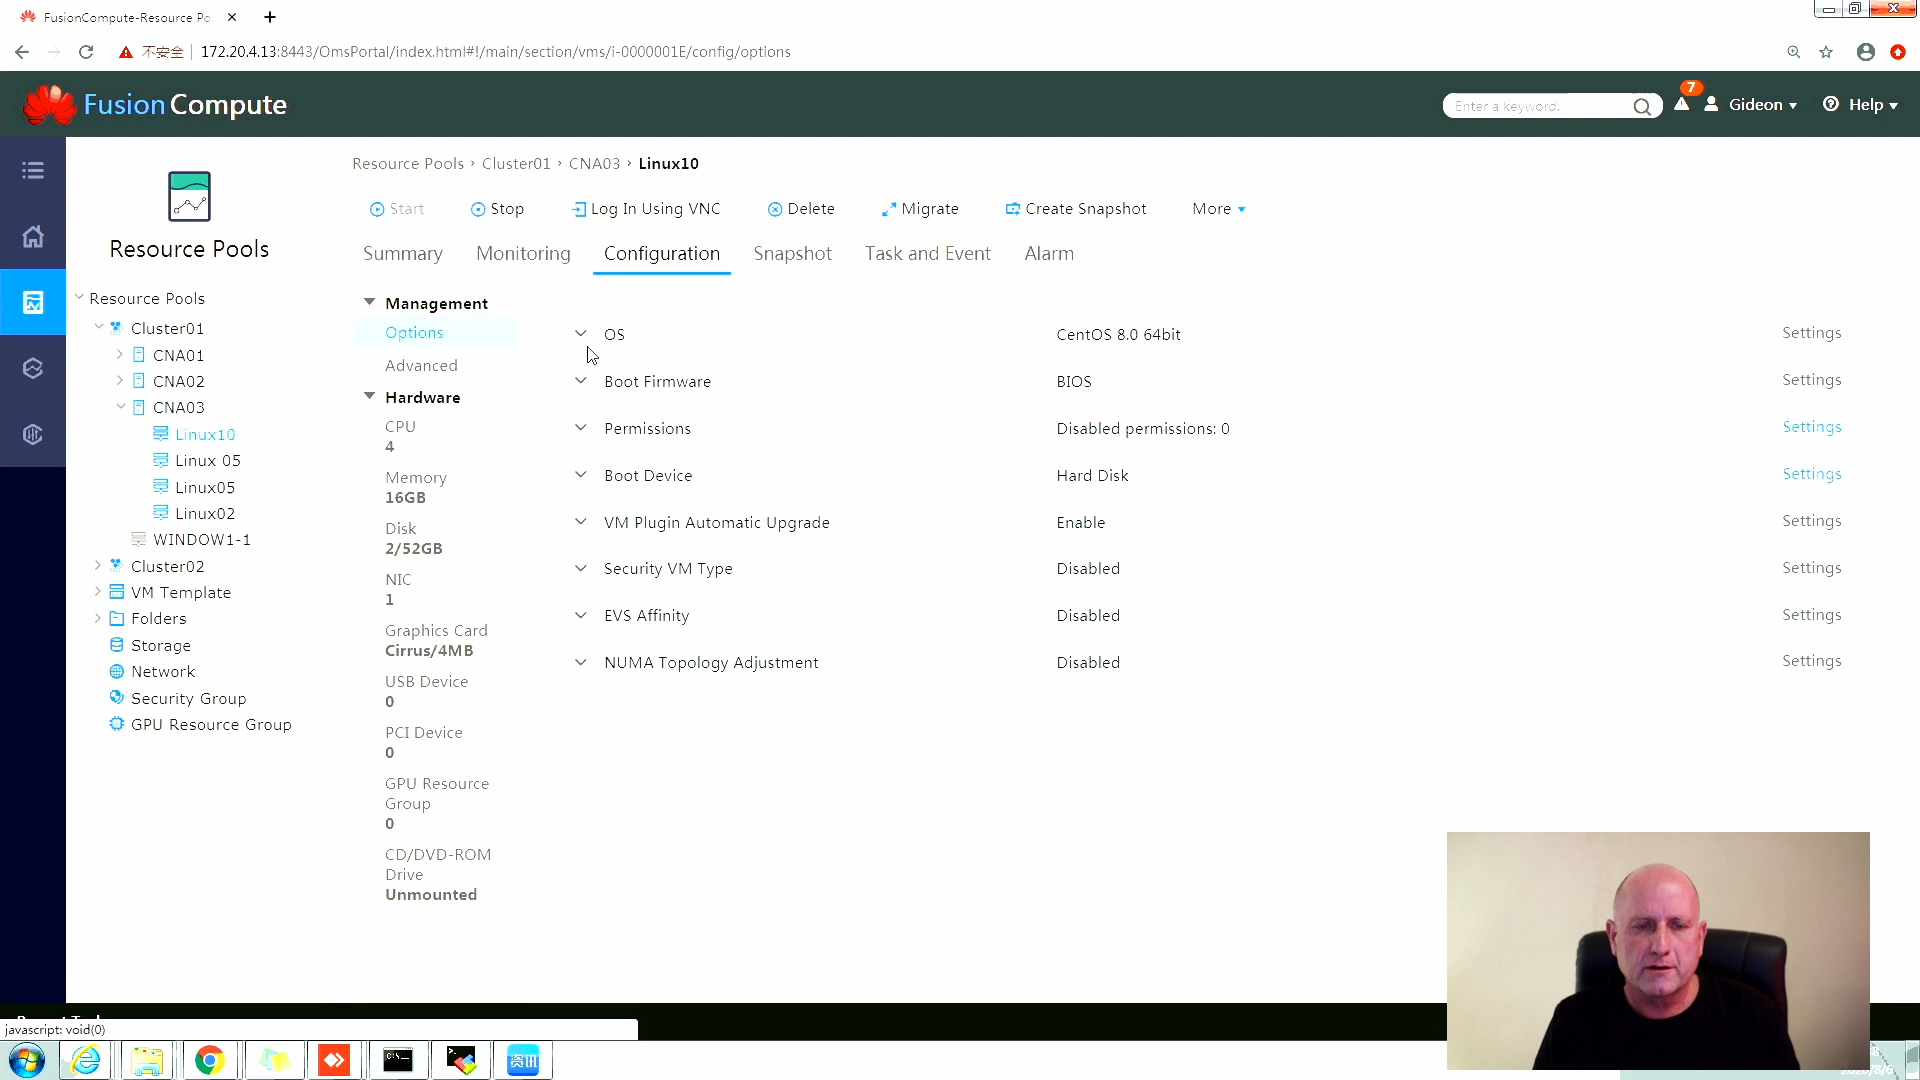 FusionCompute-Resource Po
不安全
172.20.4.13:8443/OmsPortal/index.html#!/main/section/vms/i-0000001E/config/options
FusionCompute
Enter a keyword.
7
Gideon
Help
Resource Pools › Cluster01 › CNA03 › Linux10
Start
Stop
Log In Using VNC
Delete
Migrate
Create Snapshot
More
Summary
Monitoring
Configuration
Snapshot
Task and Event
Alarm
Resource Pools
Resource Pools
Cluster01
CNA01
CNA02
CNA03
Linux10
Linux 05
Linux05
Linux02
WINDOW1-1
Cluster02
VM Template
Folders
Storage
Network
Security Group
GPU Resource Group
Management
Options
Advanced
Hardware
CPU
4
Memory
16GB
Disk
2/52GB
NIC
1
Graphics Card
Cirrus/4MB
USB Device
0
PCI Device
0
GPU Resource
Group
0
CD/DVD-ROM
Drive
Unmounted
OS CentOS 8.0 64bit Settings
Boot Firmware BIOS Settings
Permissions Disabled permissions: 0 Settings
Boot Device Hard Disk Settings
VM Plugin Automatic Upgrade Enable Settings
Security VM Type Disabled Settings
EVS Affinity Disabled Settings
NUMA Topology Adjustment Disabled Settings
javascript: void(0)
资讯